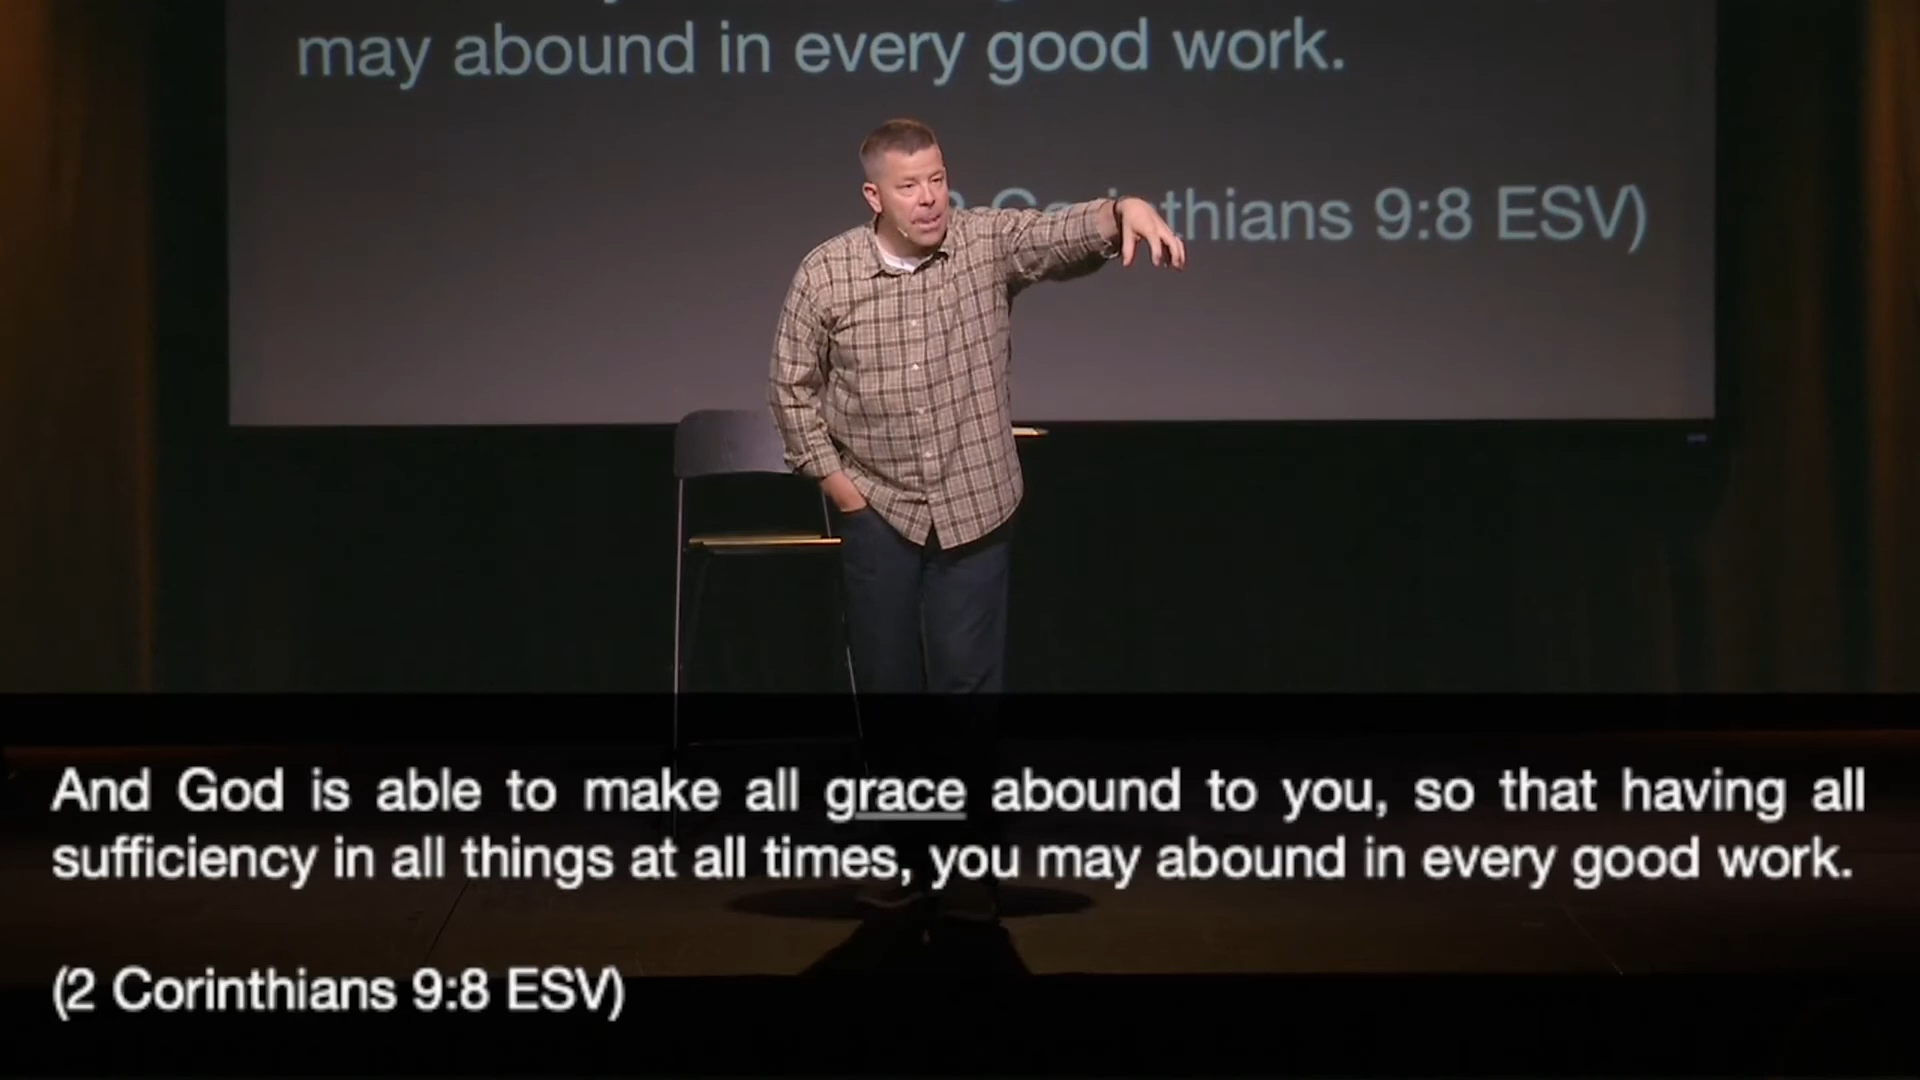 may abound in every good work.
Corinthians 9:8 ESV)
And God is able to make all grace abound to you, so that having all
sufficiency in all things at all times, you may abound in every good work.
(2 Corinthians 9:8 ESV)